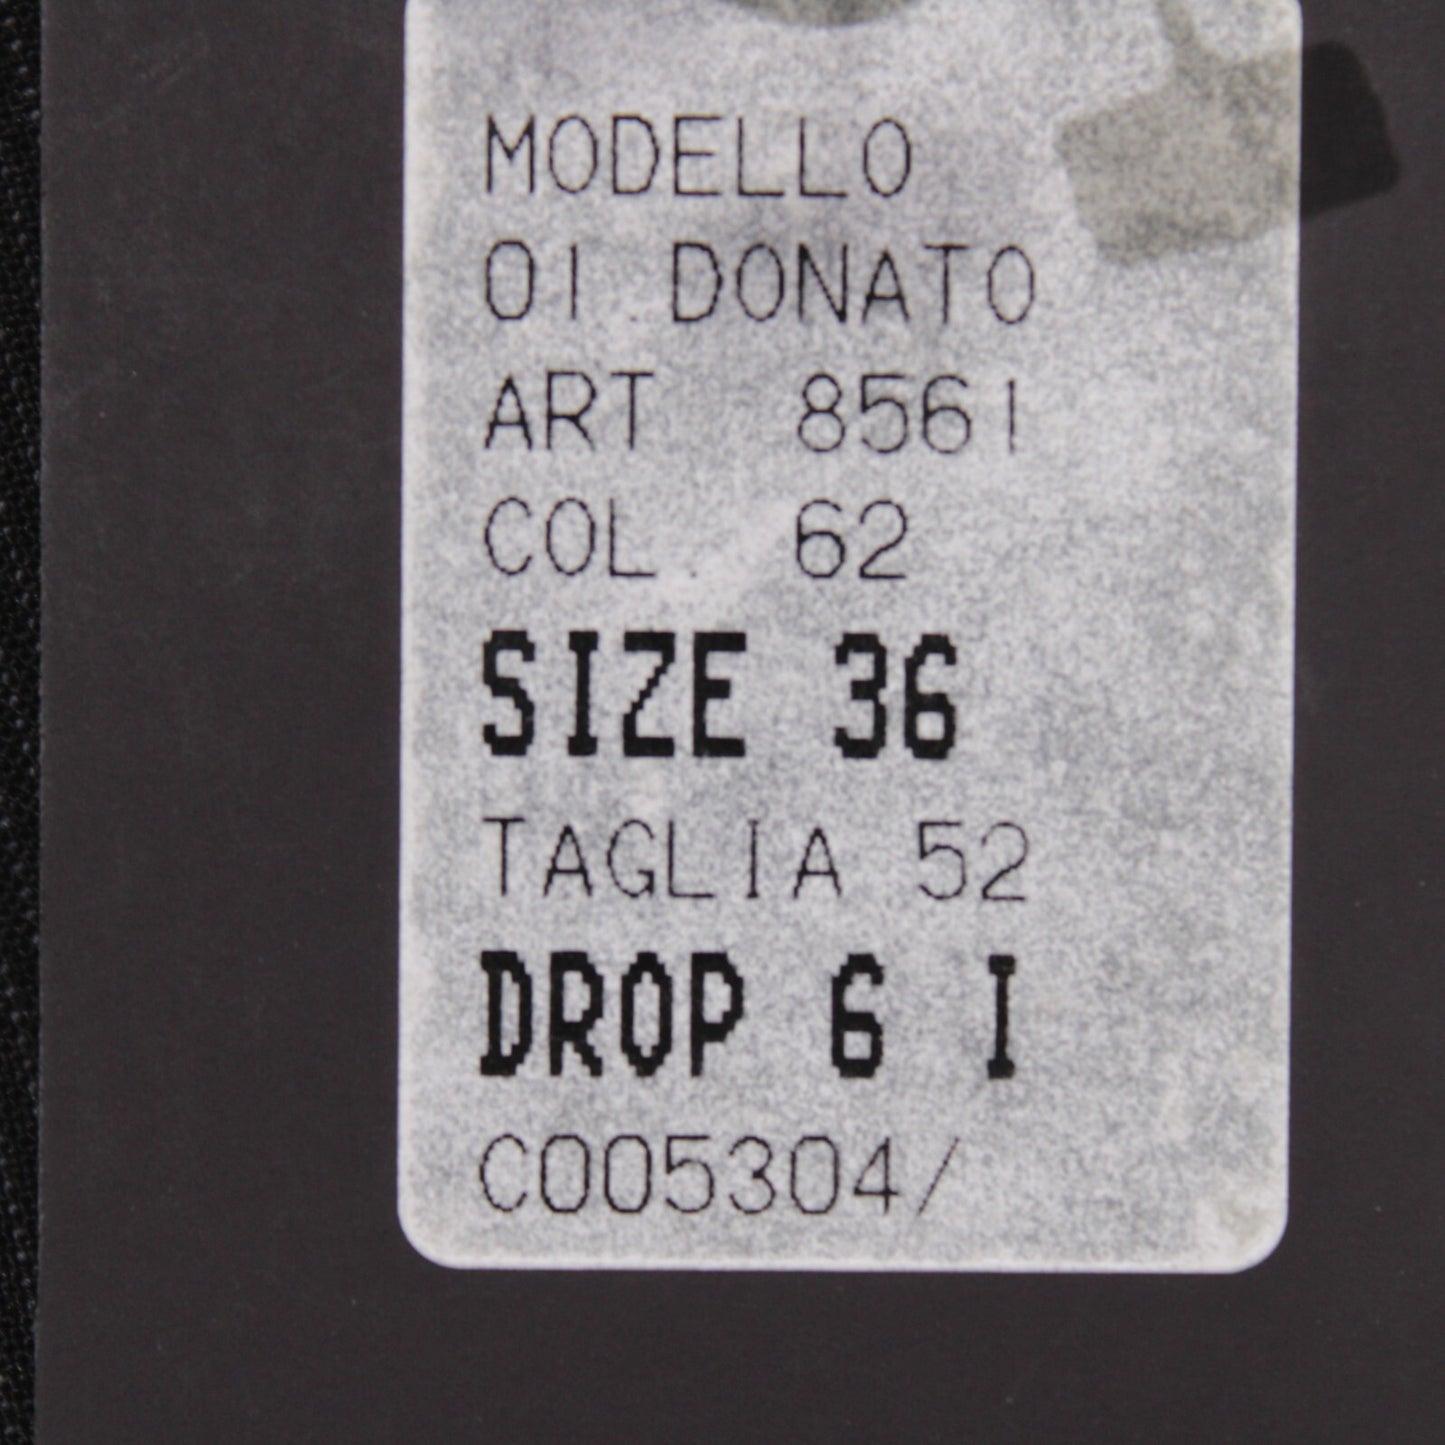 MODELLO
01 DONATO
ART 8561
COL. 62
SIZE 36
TAGLIA 52
DROP 6 I
C005304/